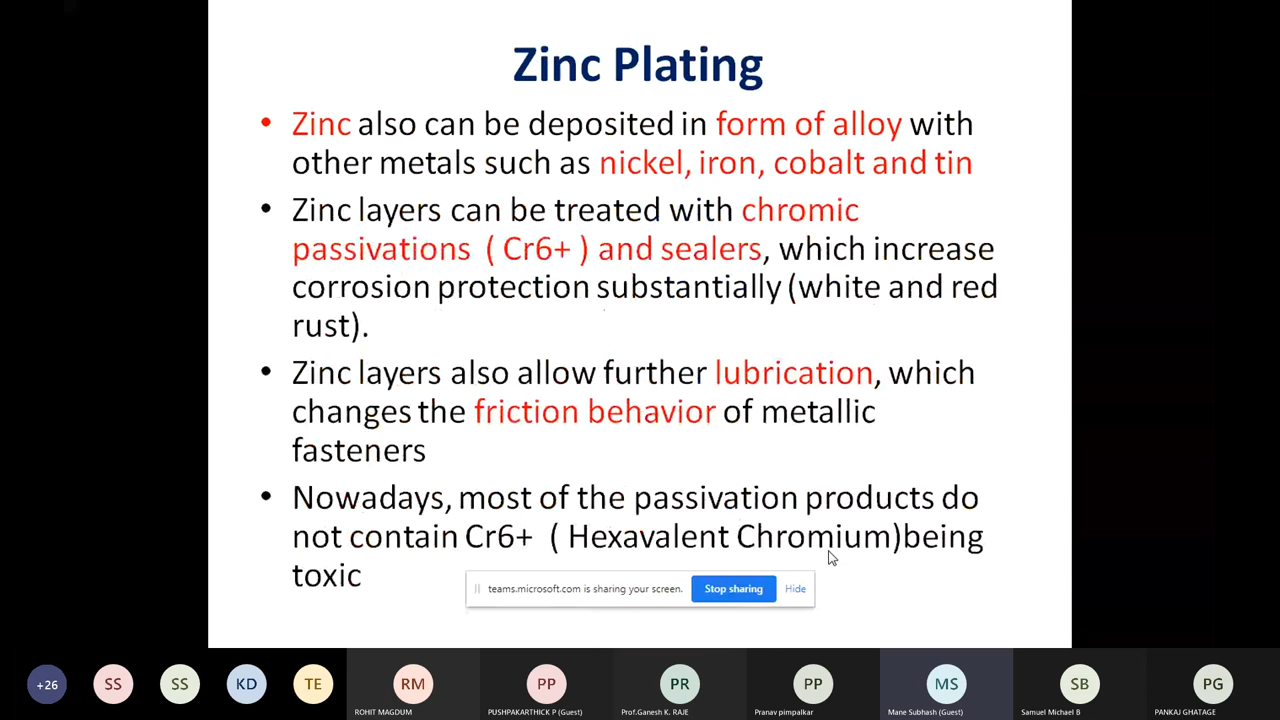 Zinc Plating
• Zinc also can be deposited in form of alloy with
other metals such as nickel, iron, cobalt and tin
• Zinc layers can be treated with chromic
passivations ( Cr6+ ) and sealers, which increase
corrosion protection substantially (white and red
rust).
• Zinc layers also allow further lubrication, which
changes the friction behavior of metallic
fasteners
• Nowadays, most of the passivation products do
not contain Cr6+ ( Hexavalent Chromium)being
toxic
teams.microsoft.com is sharing your screen. Stop sharing Hide
+26 SS SS KD TE RM PP PR PP MS SB PG
ROHIT MAGDUM PUSHPAKARTHICK P (Guest) Prof.Ganesh K. RAJE Pranav pimpalkar Mane Subhash (Guest) Samuel Michael B PANKAJ GHATAGE